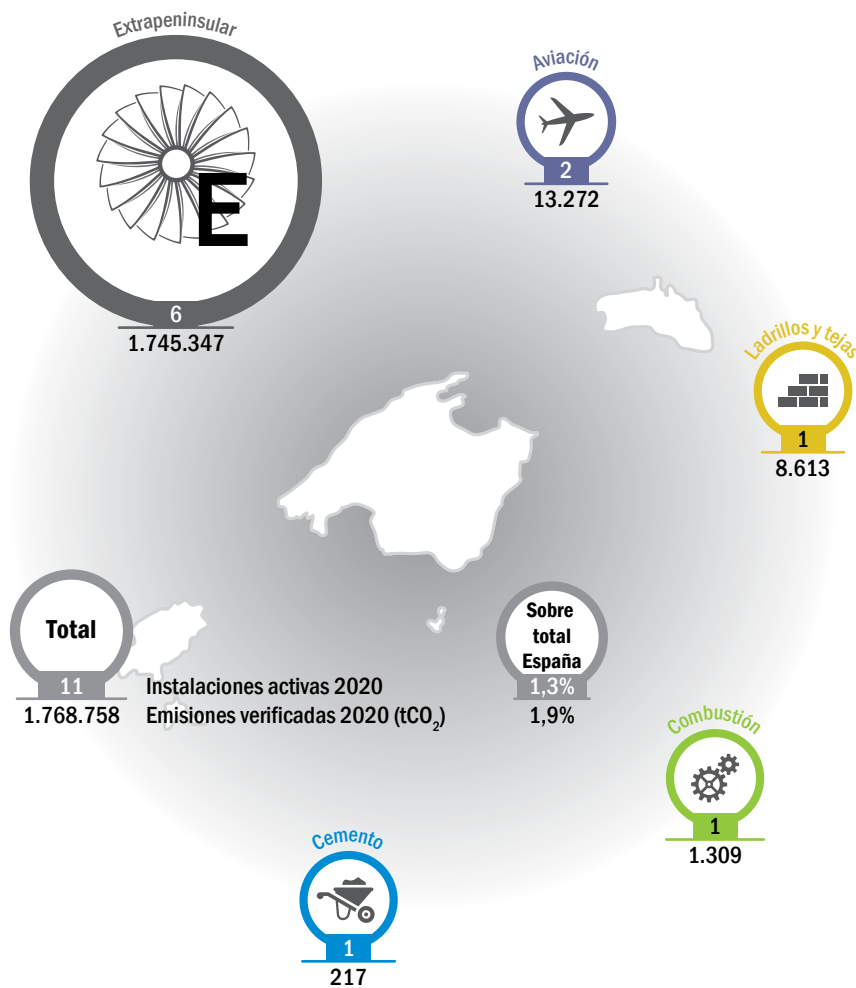 Extrapeninsular
E
6
1.745.347
Aviación
2
13.272
Ladrillos y tejas
1
8.613
Total
11
Instalaciones activas 2020
1.768.758
Emisiones verificadas 2020 (tCO₂)
Sobre
total
España
1,3%
1,9%
Combustión
1
1.309
Cemento
1
217